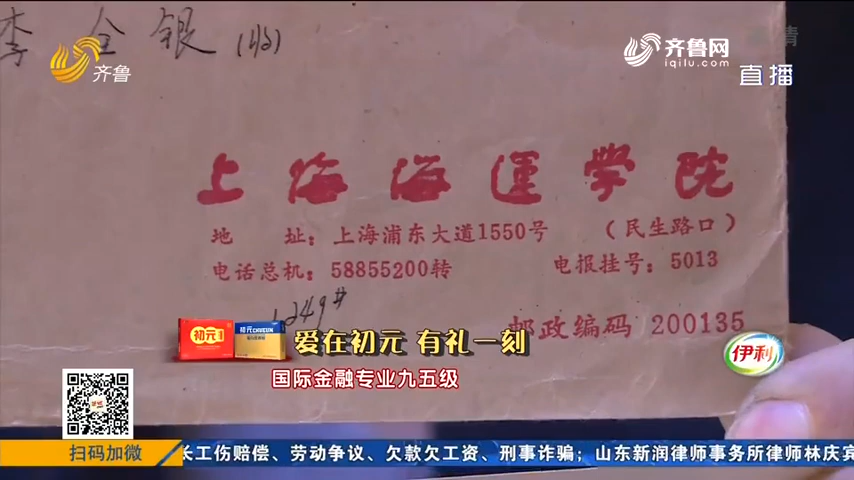 李金银(收)
齐鲁
齐鲁网
iqilu.com
直播
上海海運学院
地 址：上海浦东大道1550号 （民生路口）
电话总机：58855200转 电报挂号：5013
1249#
邮政编码 200135
初元
初元
爱在初元 有礼一刻
伊利
国际金融专业九五级
扫码加微
长工伤赔偿、劳动争议、欠款欠工资、刑事诈骗；山东新润律师事务所律师林庆宾